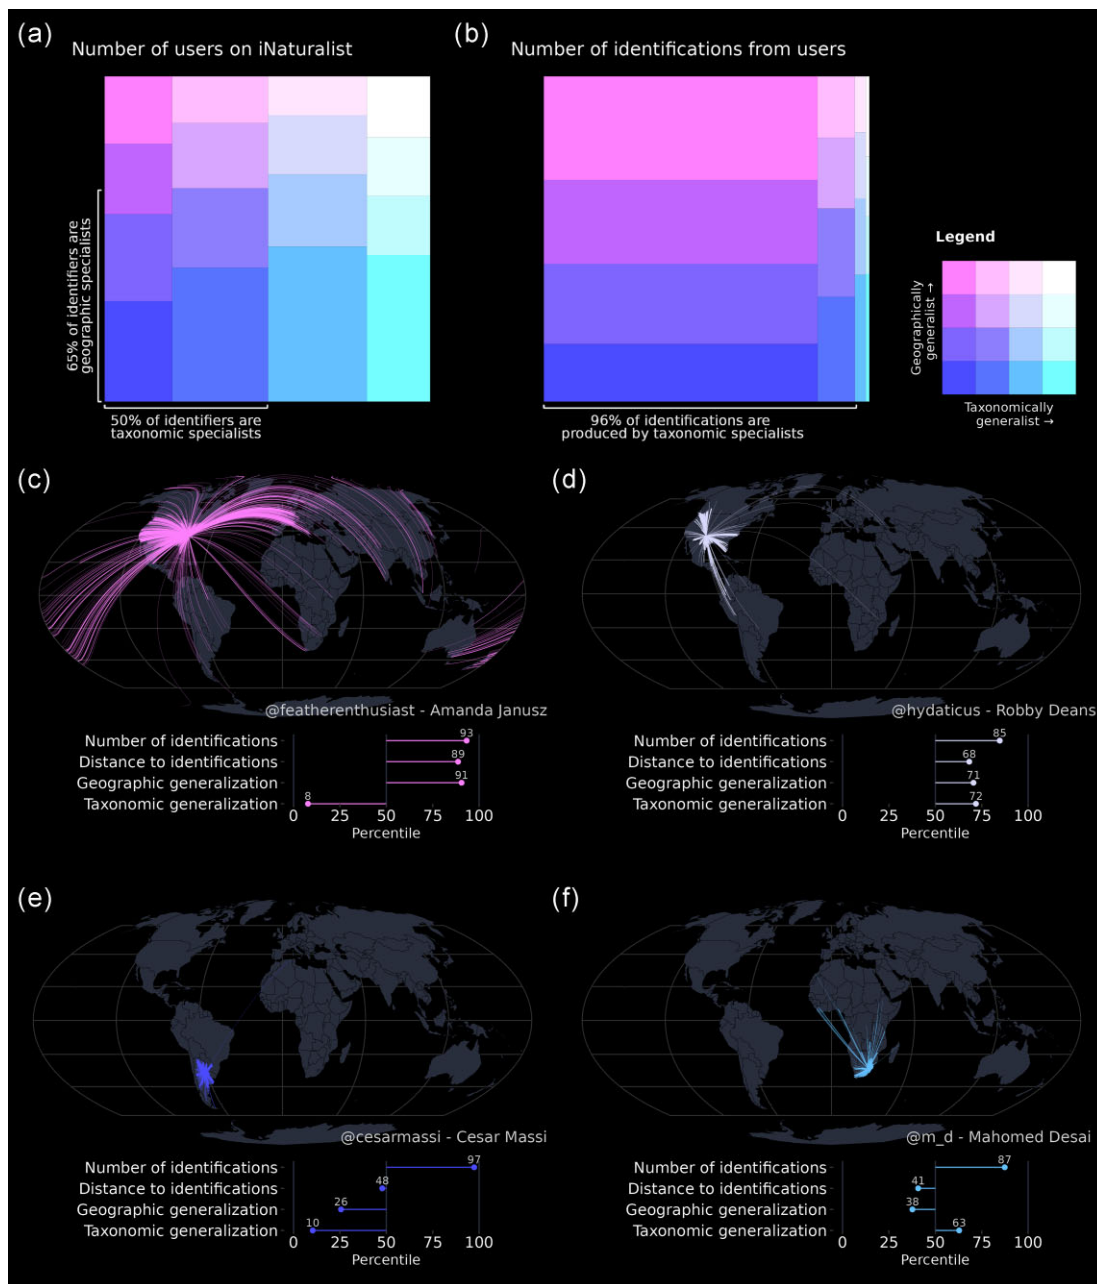 (a)
Number of users on iNaturalist
65% of identifiers are
geographic specialists
50% of identifiers are
taxonomic specialists
(b)
Number of identifications from users
96% of identifications are
produced by taxonomic specialists
Legend
Geographically
generalist →
Taxonomically
generalist →
(c)
@featherenthusiast - Amanda Janusz
Number of identifications
93
Distance to identifications
89
Geographic generalization
91
Taxonomic generalization
8
0 25 50 75 100
Percentile
(d)
@hydaticus - Robby Deans
Number of identifications
85
Distance to identifications
68
Geographic generalization
71
Taxonomic generalization
72
0 25 50 75 100
Percentile
(e)
@cesarmassi - Cesar Massi
Number of identifications
97
Distance to identifications
48
Geographic generalization
26
Taxonomic generalization
10
0 25 50 75 100
Percentile
(f)
@m_d - Mahomed Desai
Number of identifications
87
Distance to identifications
41
Geographic generalization
38
Taxonomic generalization
63
0 25 50 75 100
Percentile